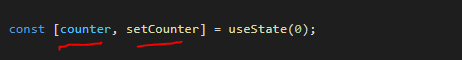 const [counter, setCounter] = useState(0);